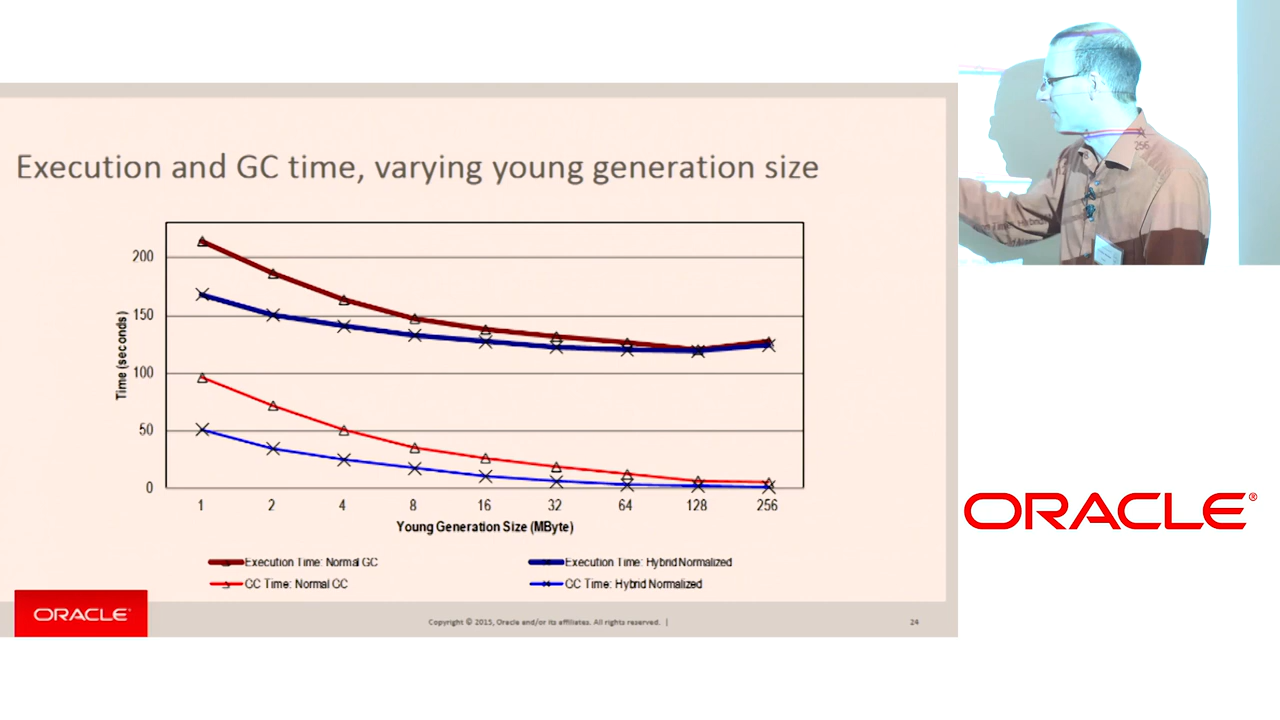 Execution and GC time, varying young generation size
200
150
100
50
0
Time (seconds)
1 2 4 8 16 32 64 128 256
Young Generation Size (MByte)
Execution Time: Normal GC
Execution Time: Hybrid Normalized
GC Time: Normal GC
GC Time: Hybrid Normalized
ORACLE
Copyright © 2015, Oracle and/or its affiliates. All rights reserved. |
24
256
ORACLE®